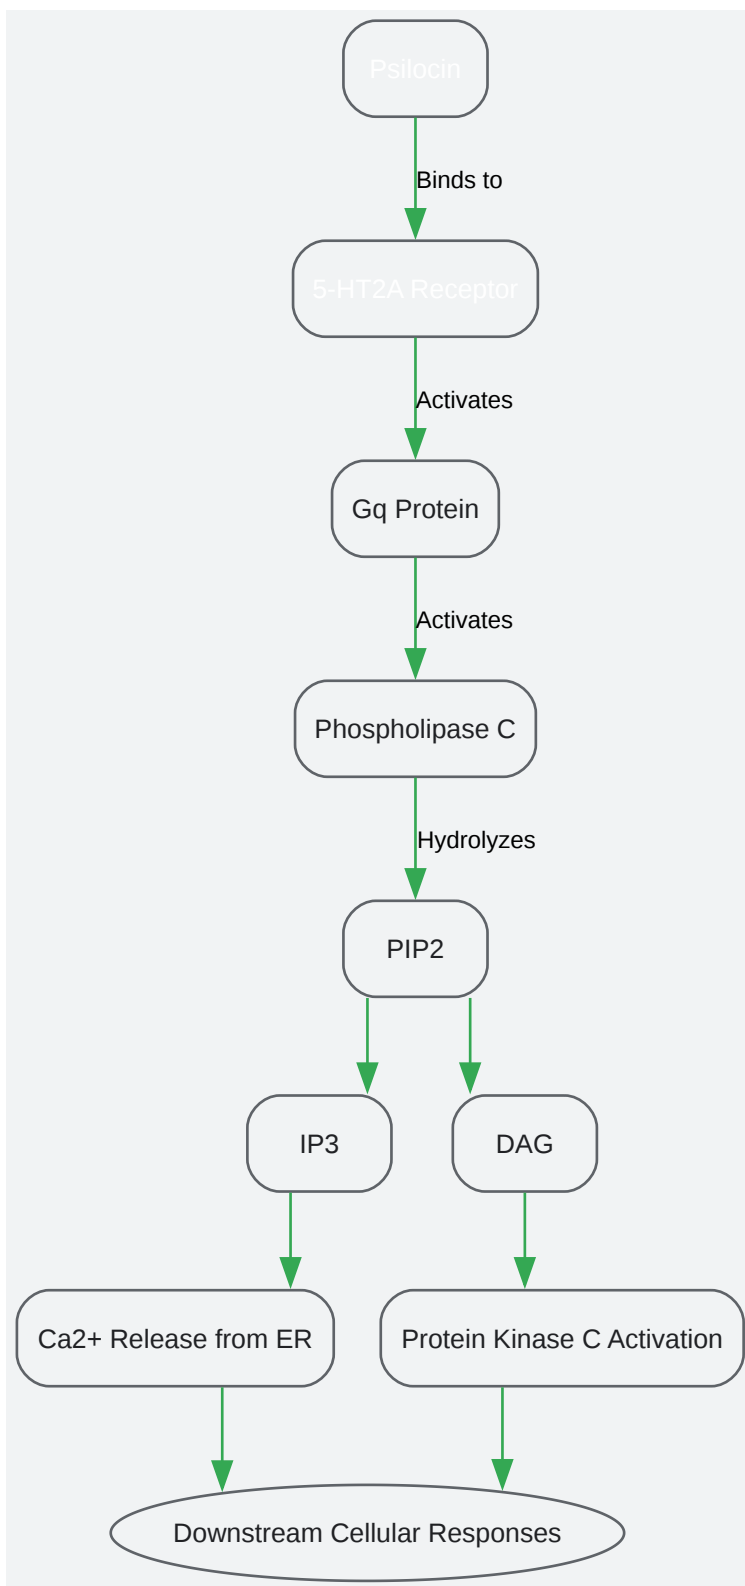 Psilocin
Binds to
5-HT2A Receptor
Activates
Gq Protein
Activates
Phospholipase C
Hydrolyzes
PIP2
IP3
DAG
Ca2+ Release from ER
Protein Kinase C Activation
Downstream Cellular Responses